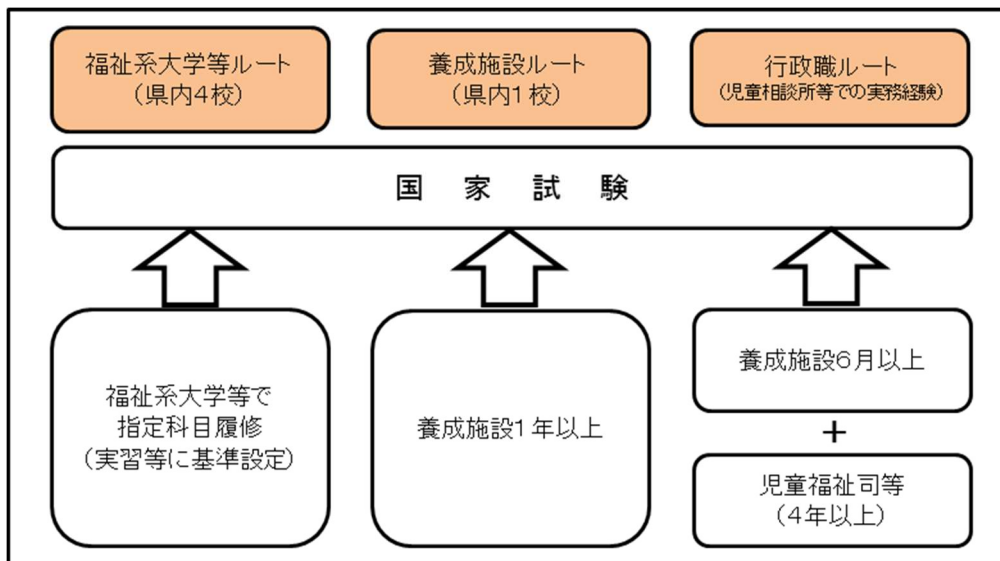 福祉系大学等ルート
（県内4校）
養成施設ルート
（県内1校）
行政職ルート
（児童相談所等での実務経験）
国家試験
福祉系大学等で
指定科目履修
（実習等に基準設定）
養成施設1年以上
養成施設6月以上
+
児童福祉司等
（4年以上）